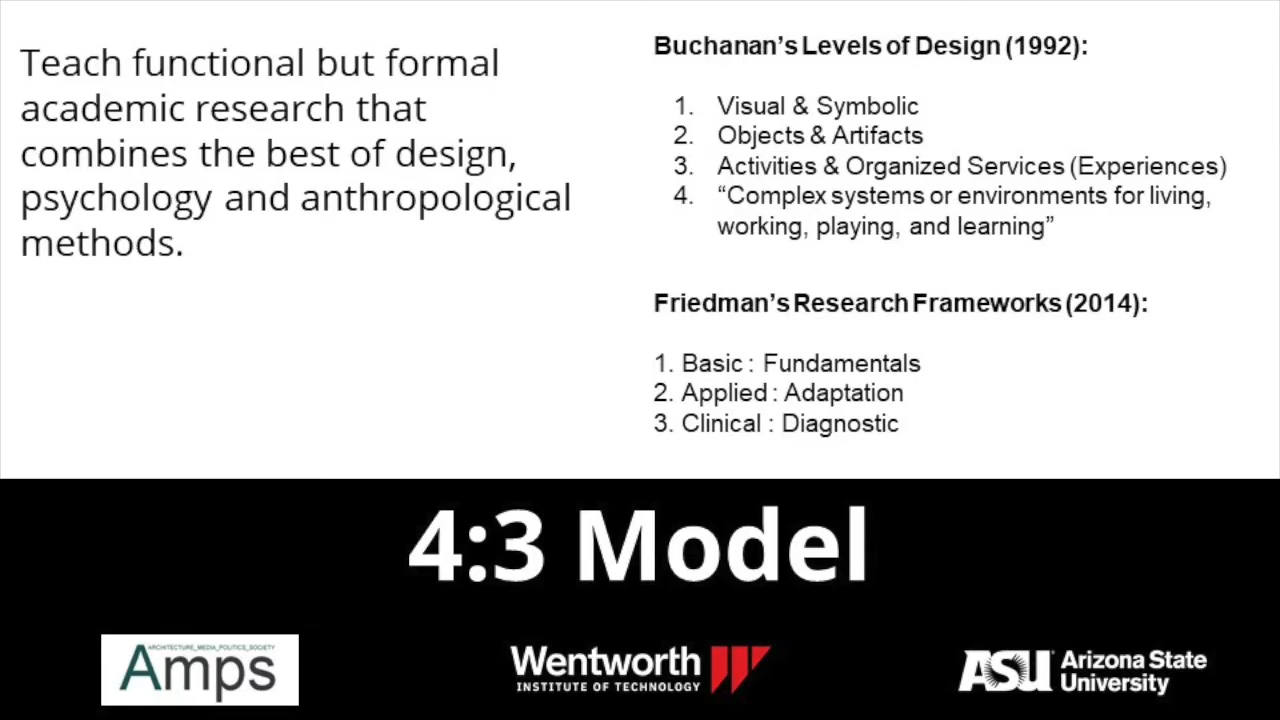 Teach functional but formal
academic research that
combines the best of design,
psychology and anthropological
methods.
Buchanan's Levels of Design (1992):
1. Visual & Symbolic
2. Objects & Artifacts
3. Activities & Organized Services (Experiences)
4. “Complex systems or environments for living,
working, playing, and learning”
Friedman's Research Frameworks (2014):
1. Basic : Fundamentals
2. Applied : Adaptation
3. Clinical : Diagnostic
4:3 Model
ARCHITECTURE_MEDIA_POLITICS_SOCIETY
Amps
Wentworth
INSTITUTE OF TECHNOLOGY
ASU Arizona State
University